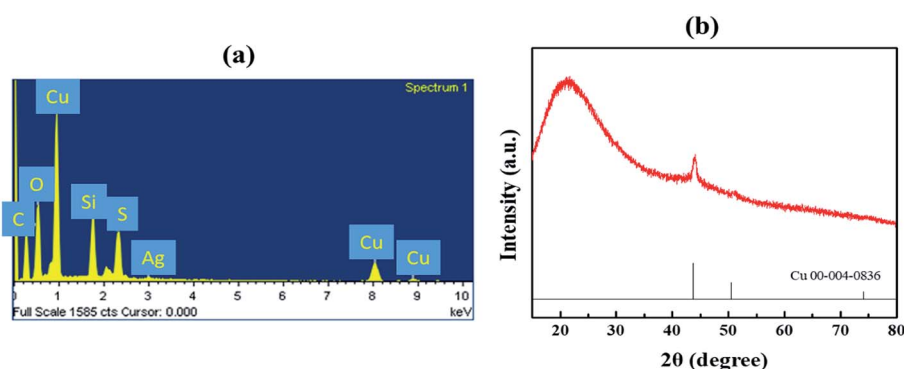 (a)
Spectrum 1
Cu
O
C
Si
S
Ag
Cu
Cu
0 1 2 3 4 5 6 7 8 9 10
Full Scale 1585 cts Cursor: 0.000 keV
(b)
Intensity (a.u.)
Cu 00-004-0836
20 30 40 50 60 70 80
2θ (degree)